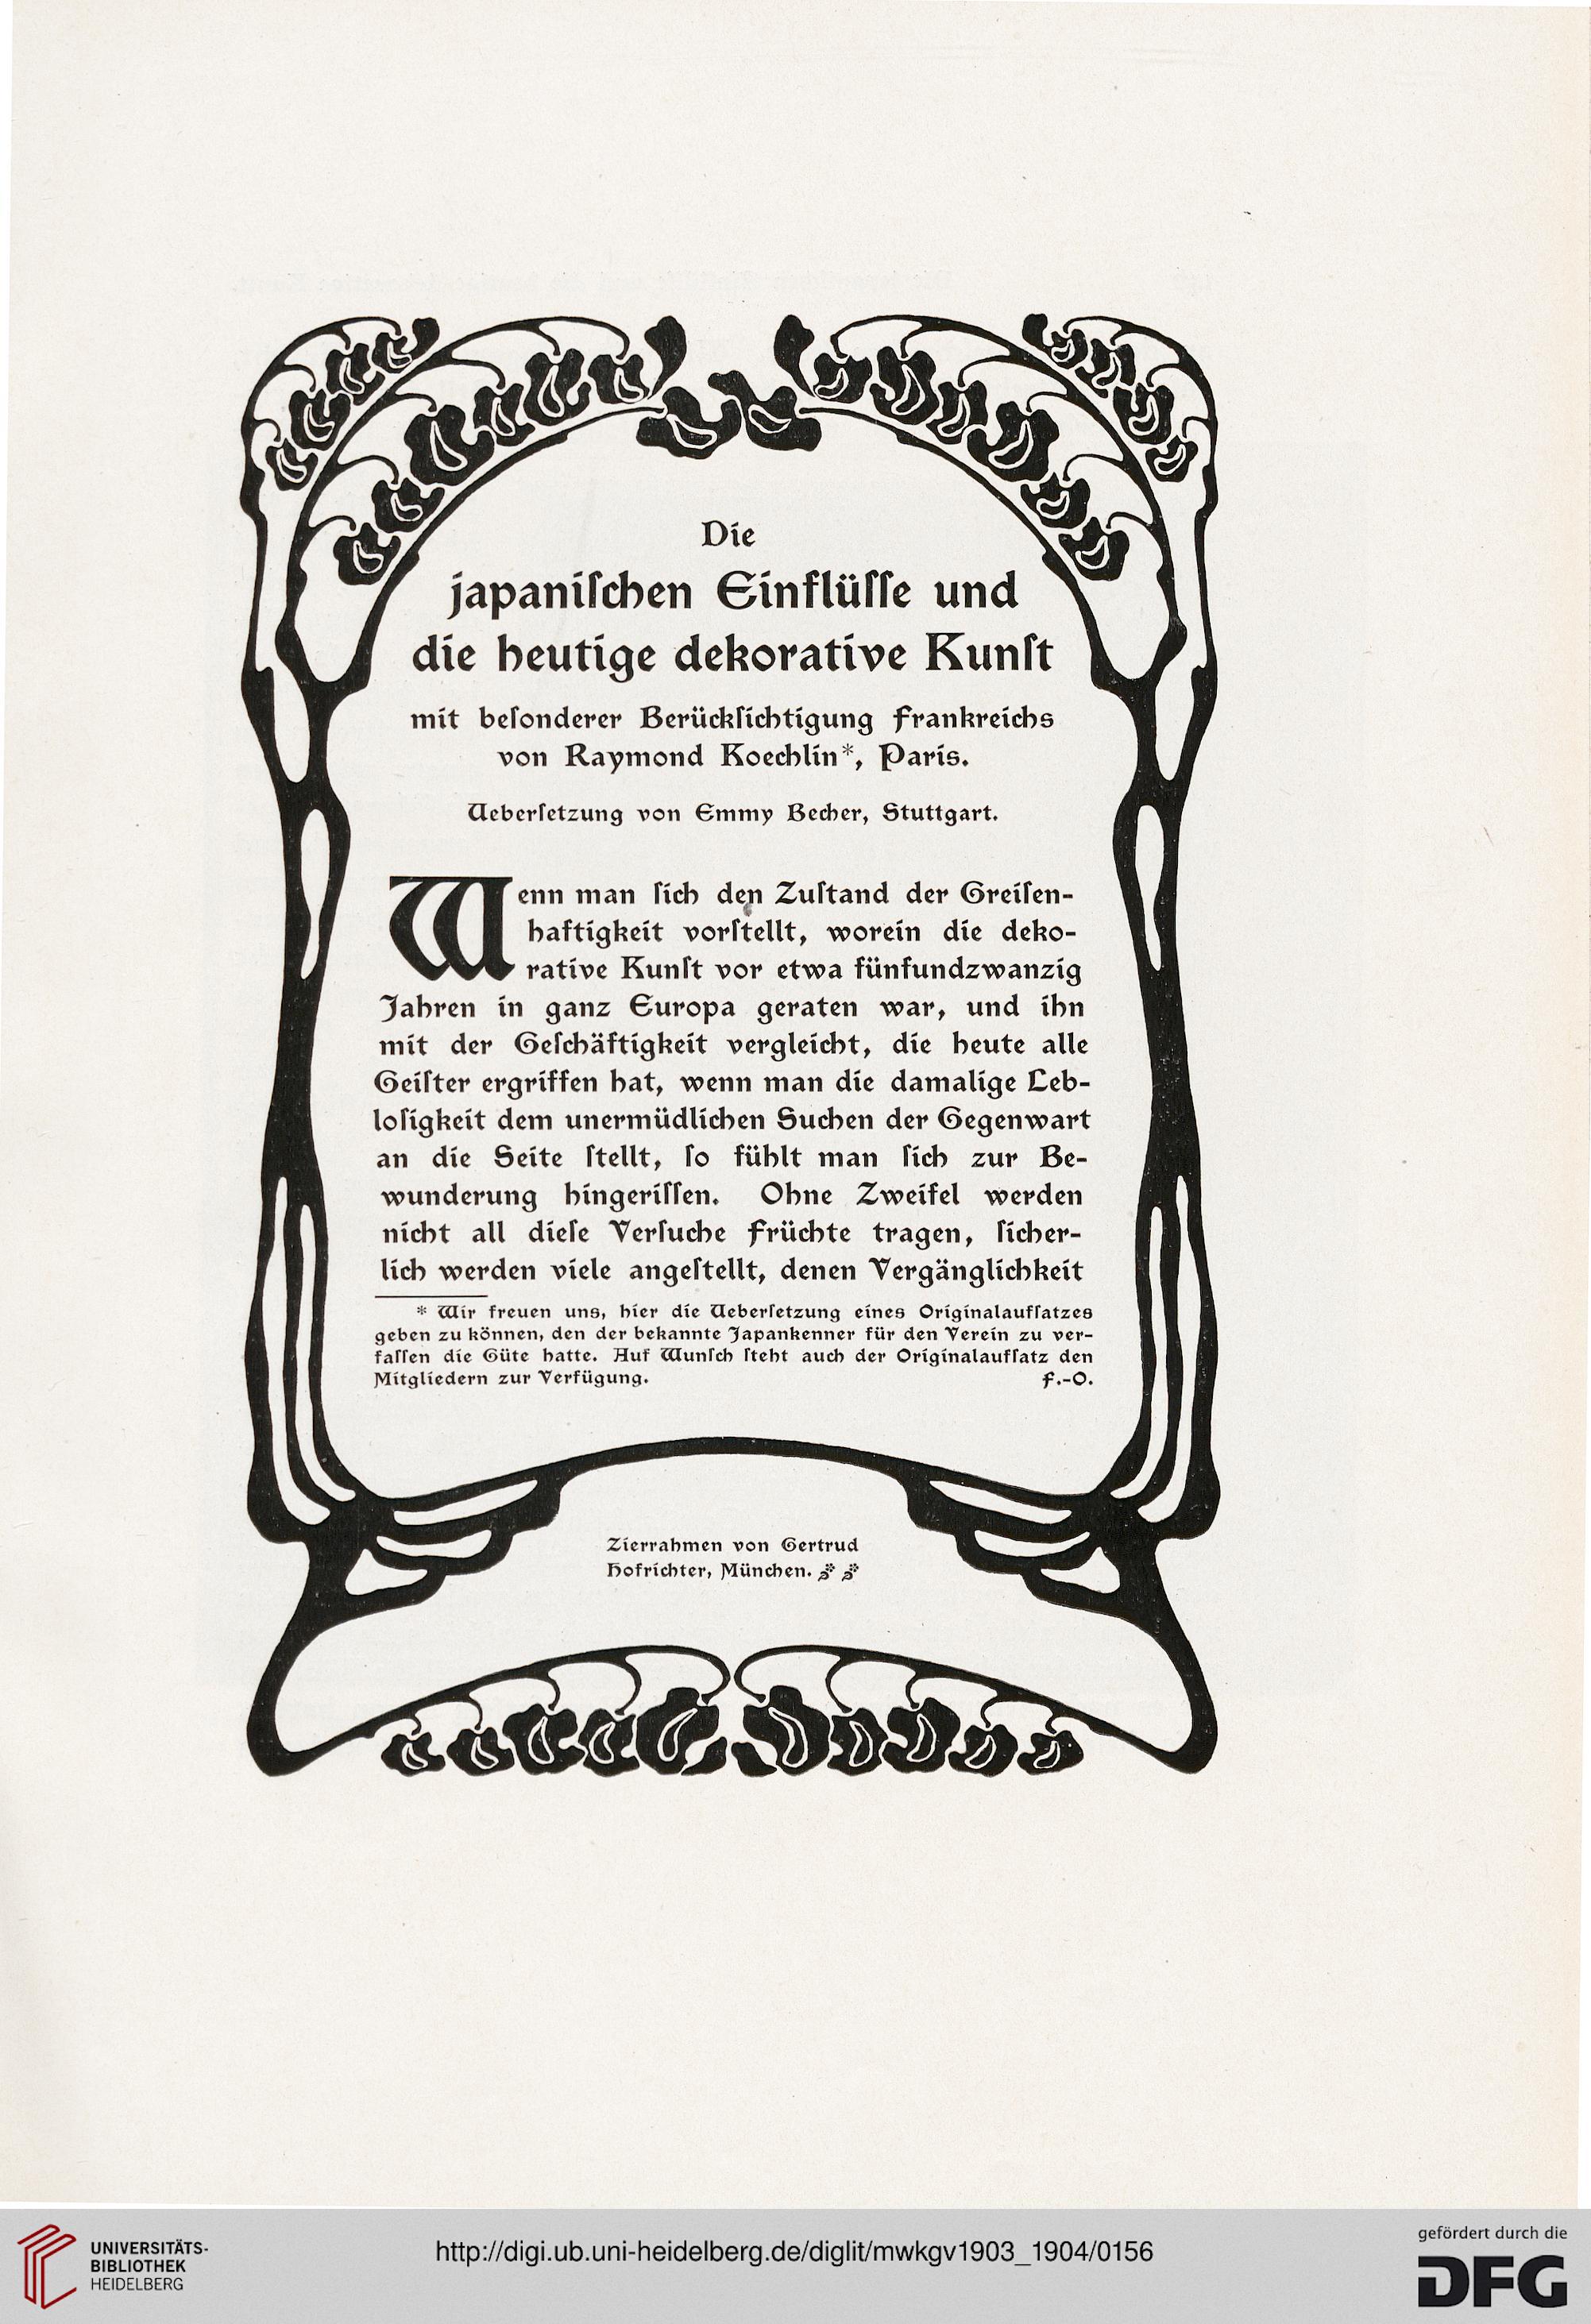 Die
japaniſchen Einflüſſe und
die heutige dekorative Kunſt
mit beſonderer Berückſichtigung Frankreichs
von Raymond Koechlin*, Paris.
Ueberſetzung von Emmy Becher, Stuttgart.
Wenn man ſich den Zuſtand der Greiſen-
haftigkeit vorſtellt, worein die deko-
rative Kunſt vor etwa fünfundzwanzig
Jahren in ganz Europa geraten war, und ihn
mit der Geſchäftigkeit vergleicht, die heute alle
Geiſter ergriffen hat, wenn man die damalige Leb-
loſigkeit dem unermüdlichen Suchen der Gegenwart
an die Seite ſtellt, ſo fühlt man ſich zur Be-
wunderung hingeriſſen. Ohne Zweifel werden
nicht all dieſe Verſuche Früchte tragen, ſicher-
lich werden viele angeſtellt, denen Vergänglichkeit
* Wir freuen uns, hier die Ueberſetzung eines Originalaufſatzes
geben zu können, den der bekannte Japankenner für den Verein zu ver-
faſſen die Güte hatte. Auf Wunſch ſteht auch der Originalaufſatz den
Mitgliedern zur Verfügung. F.-O.
Zierrahmen von Gertrud
Hofrichter, München.
UNIVERSITÄTS-
BIBLIOTHEK
HEIDELBERG
http://digi.ub.uni-heidelberg.de/diglit/mwkgv1903_1904/0156
gefördert durch die
DFG